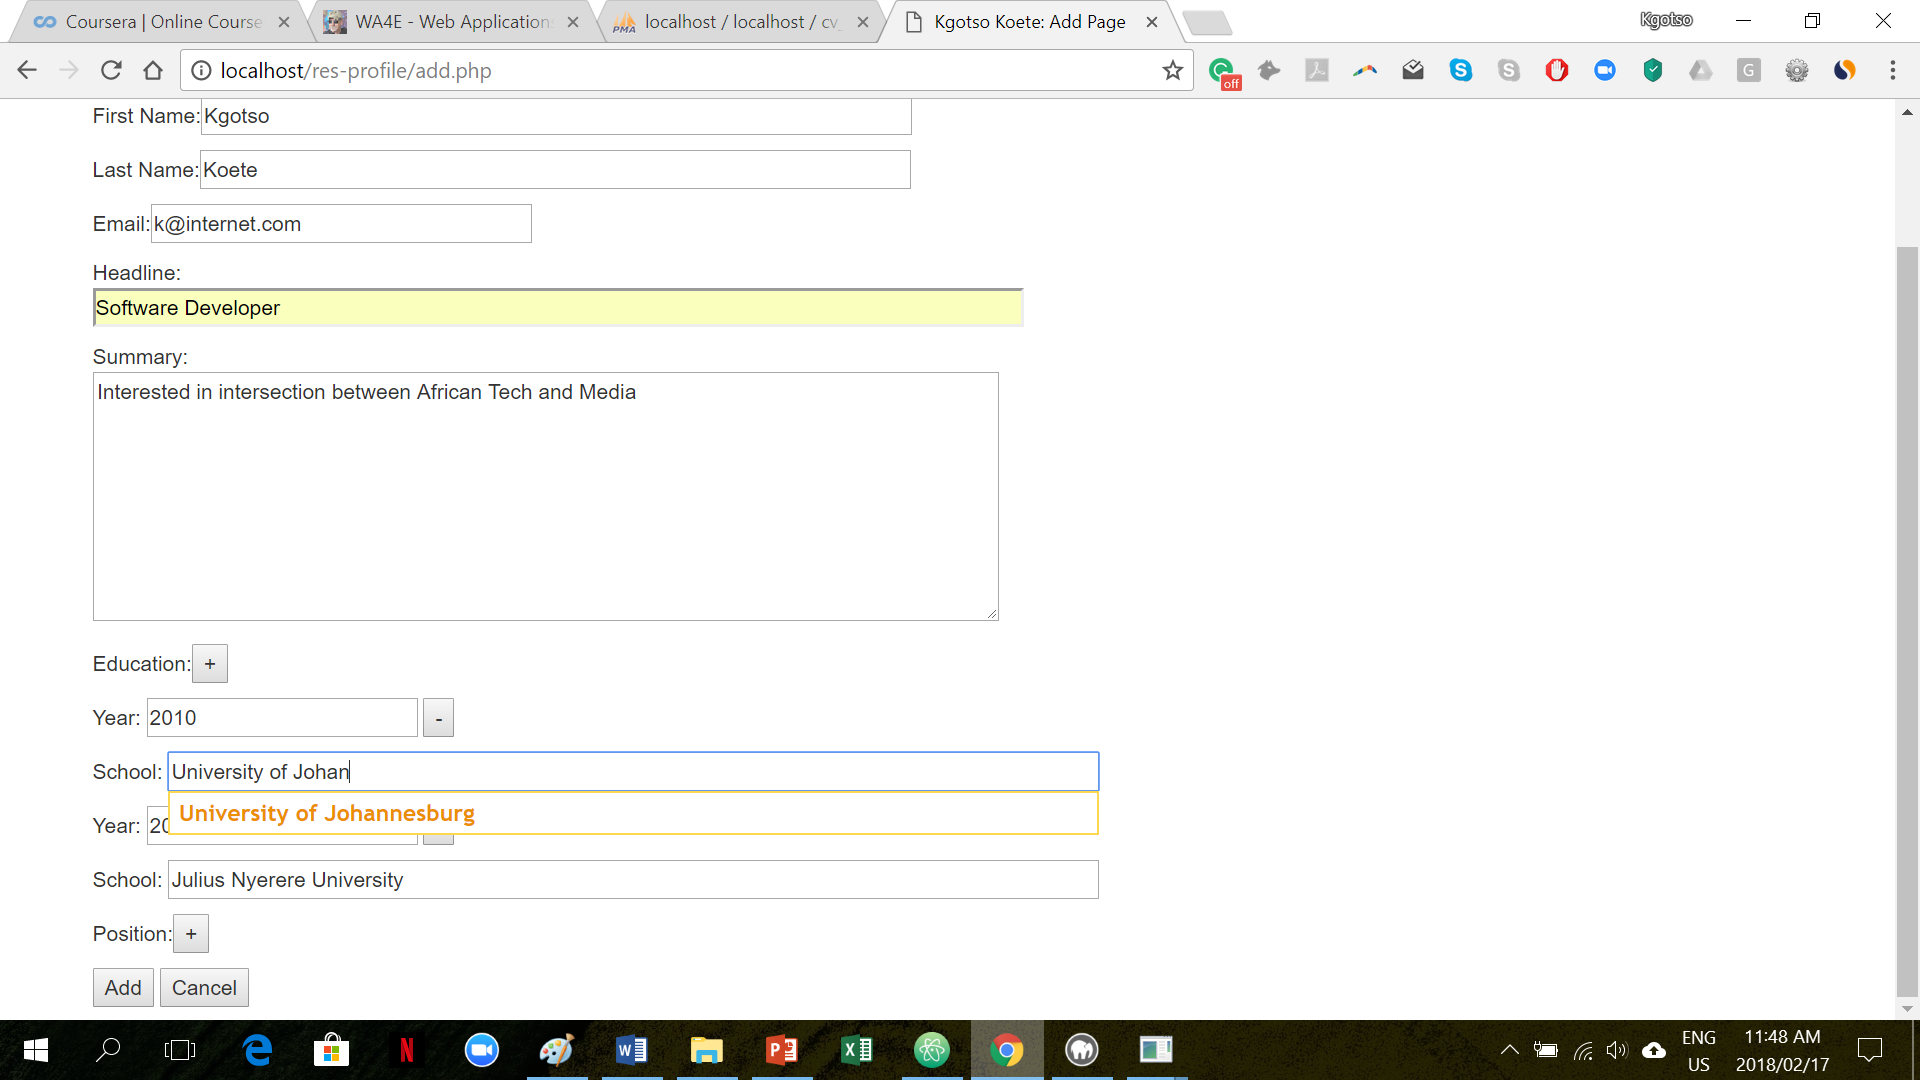 Coursera | Online Course
WA4E - Web Application
PMA
localhost / localhost / cv_
Kgotso Koete: Add Page
Kgotso
localhost/res-profile/add.php
off
G
First Name: Kgotso
Last Name: Koete
Email: k@internet.com
Headline:
Software Developer
Summary:
Interested in intersection between African Tech and Media
Education: +
Year: 2010 -
School: University of Johan
University of Johannesburg
Year: 20
School: Julius Nyerere University
Position: +
Add Cancel
ENG
US
11:48 AM
2018/02/17